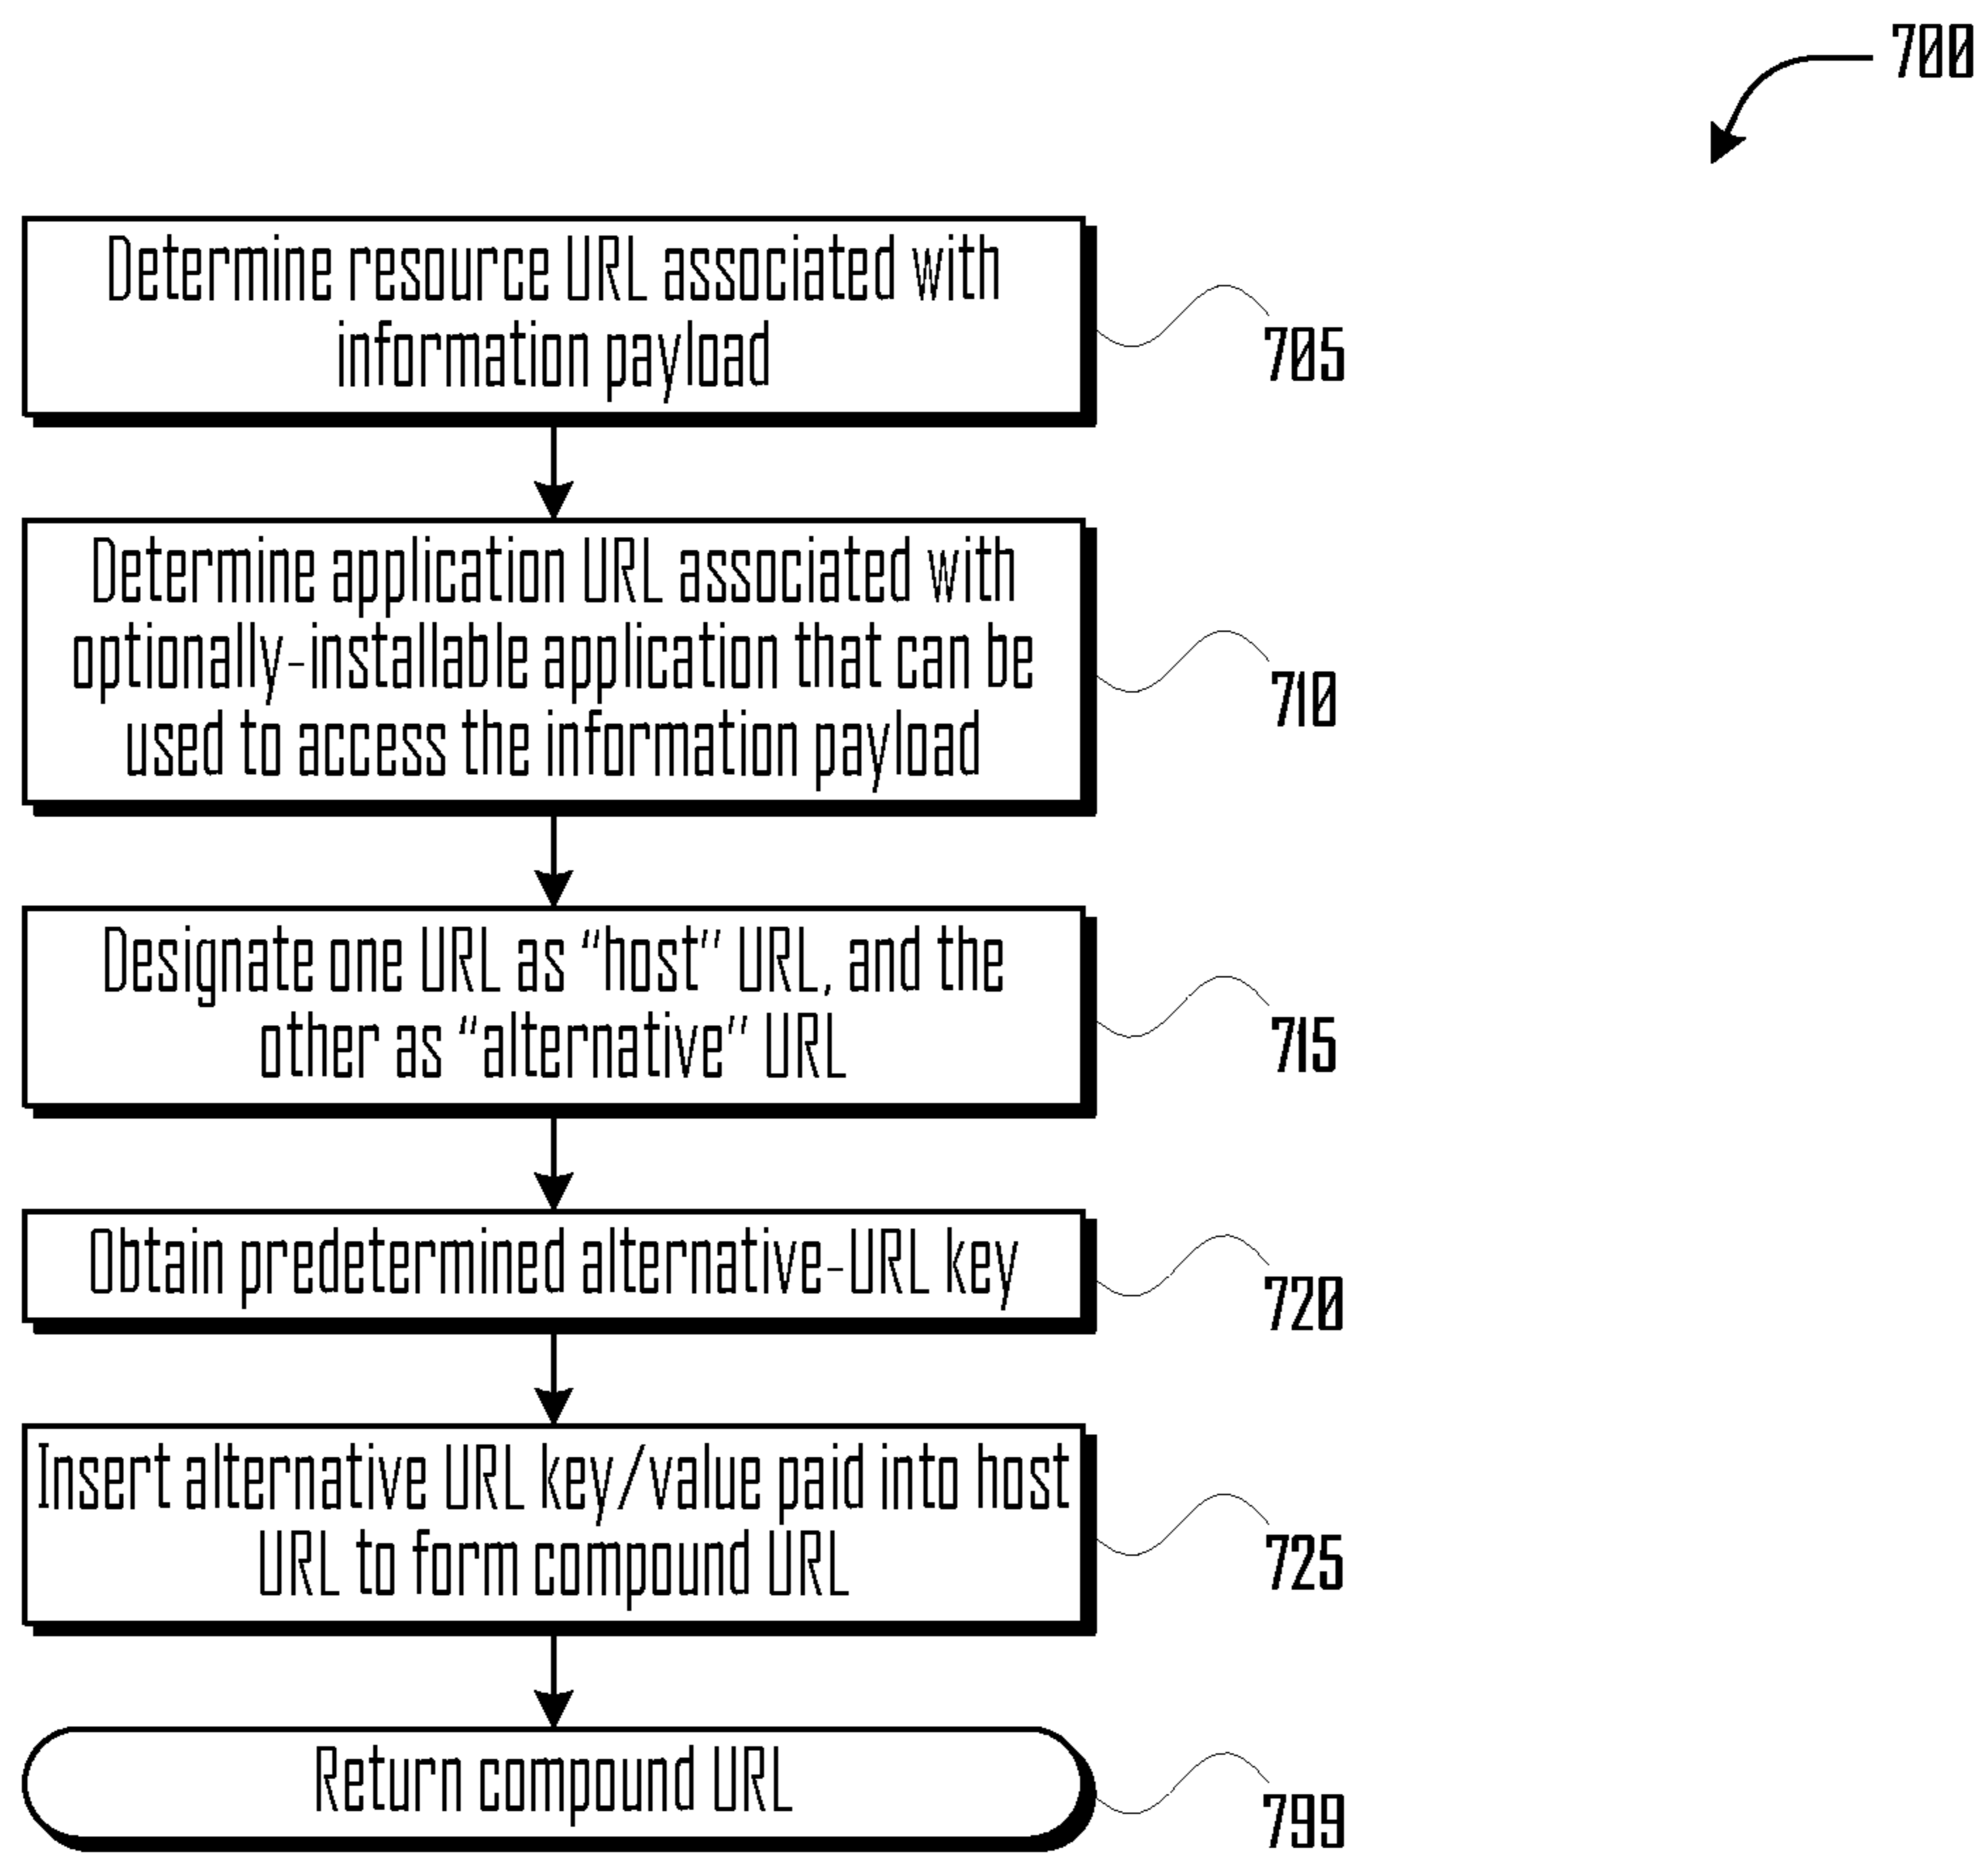 700
Determine resource URL associated with
information payload
705
Determine application URL associated with
optionally-installable application that can be
used to access the information payload
710
Designate one URL as “host” URL, and the
other as “alternative” URL
715
Obtain predetermined alternative-URL key
720
Insert alternative URL key/value paid into host
URL to form compound URL
725
Return compound URL
799